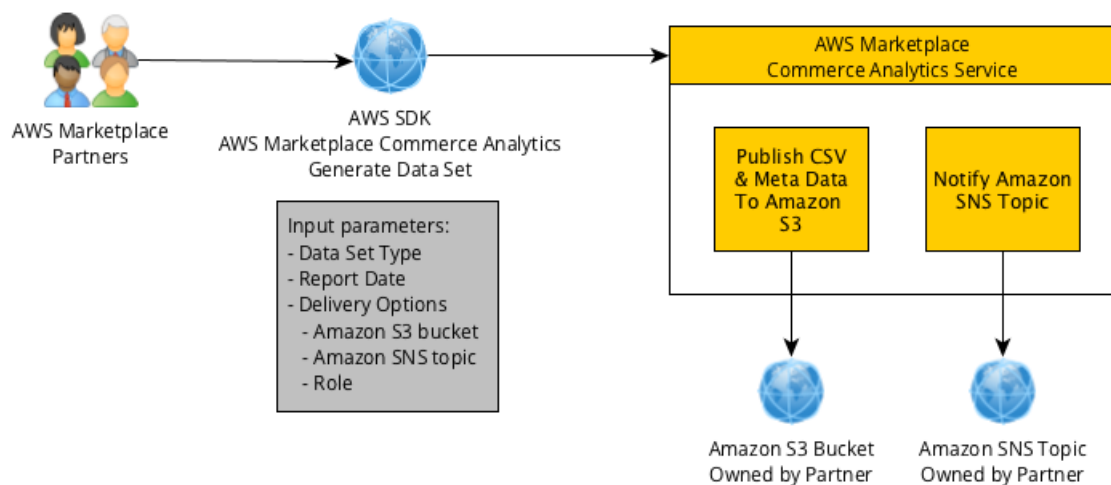 AWS Marketplace
Partners
AWS SDK
AWS Marketplace Commerce Analytics
Generate Data Set
Input parameters:
- Data Set Type
- Report Date
- Delivery Options
- Amazon S3 bucket
- Amazon SNS topic
- Role
AWS Marketplace
Commerce Analytics Service
Publish CSV
& Meta Data
To Amazon
S3
Notify Amazon
SNS Topic
Amazon S3 Bucket
Owned by Partner
Amazon SNS Topic
Owned by Partner